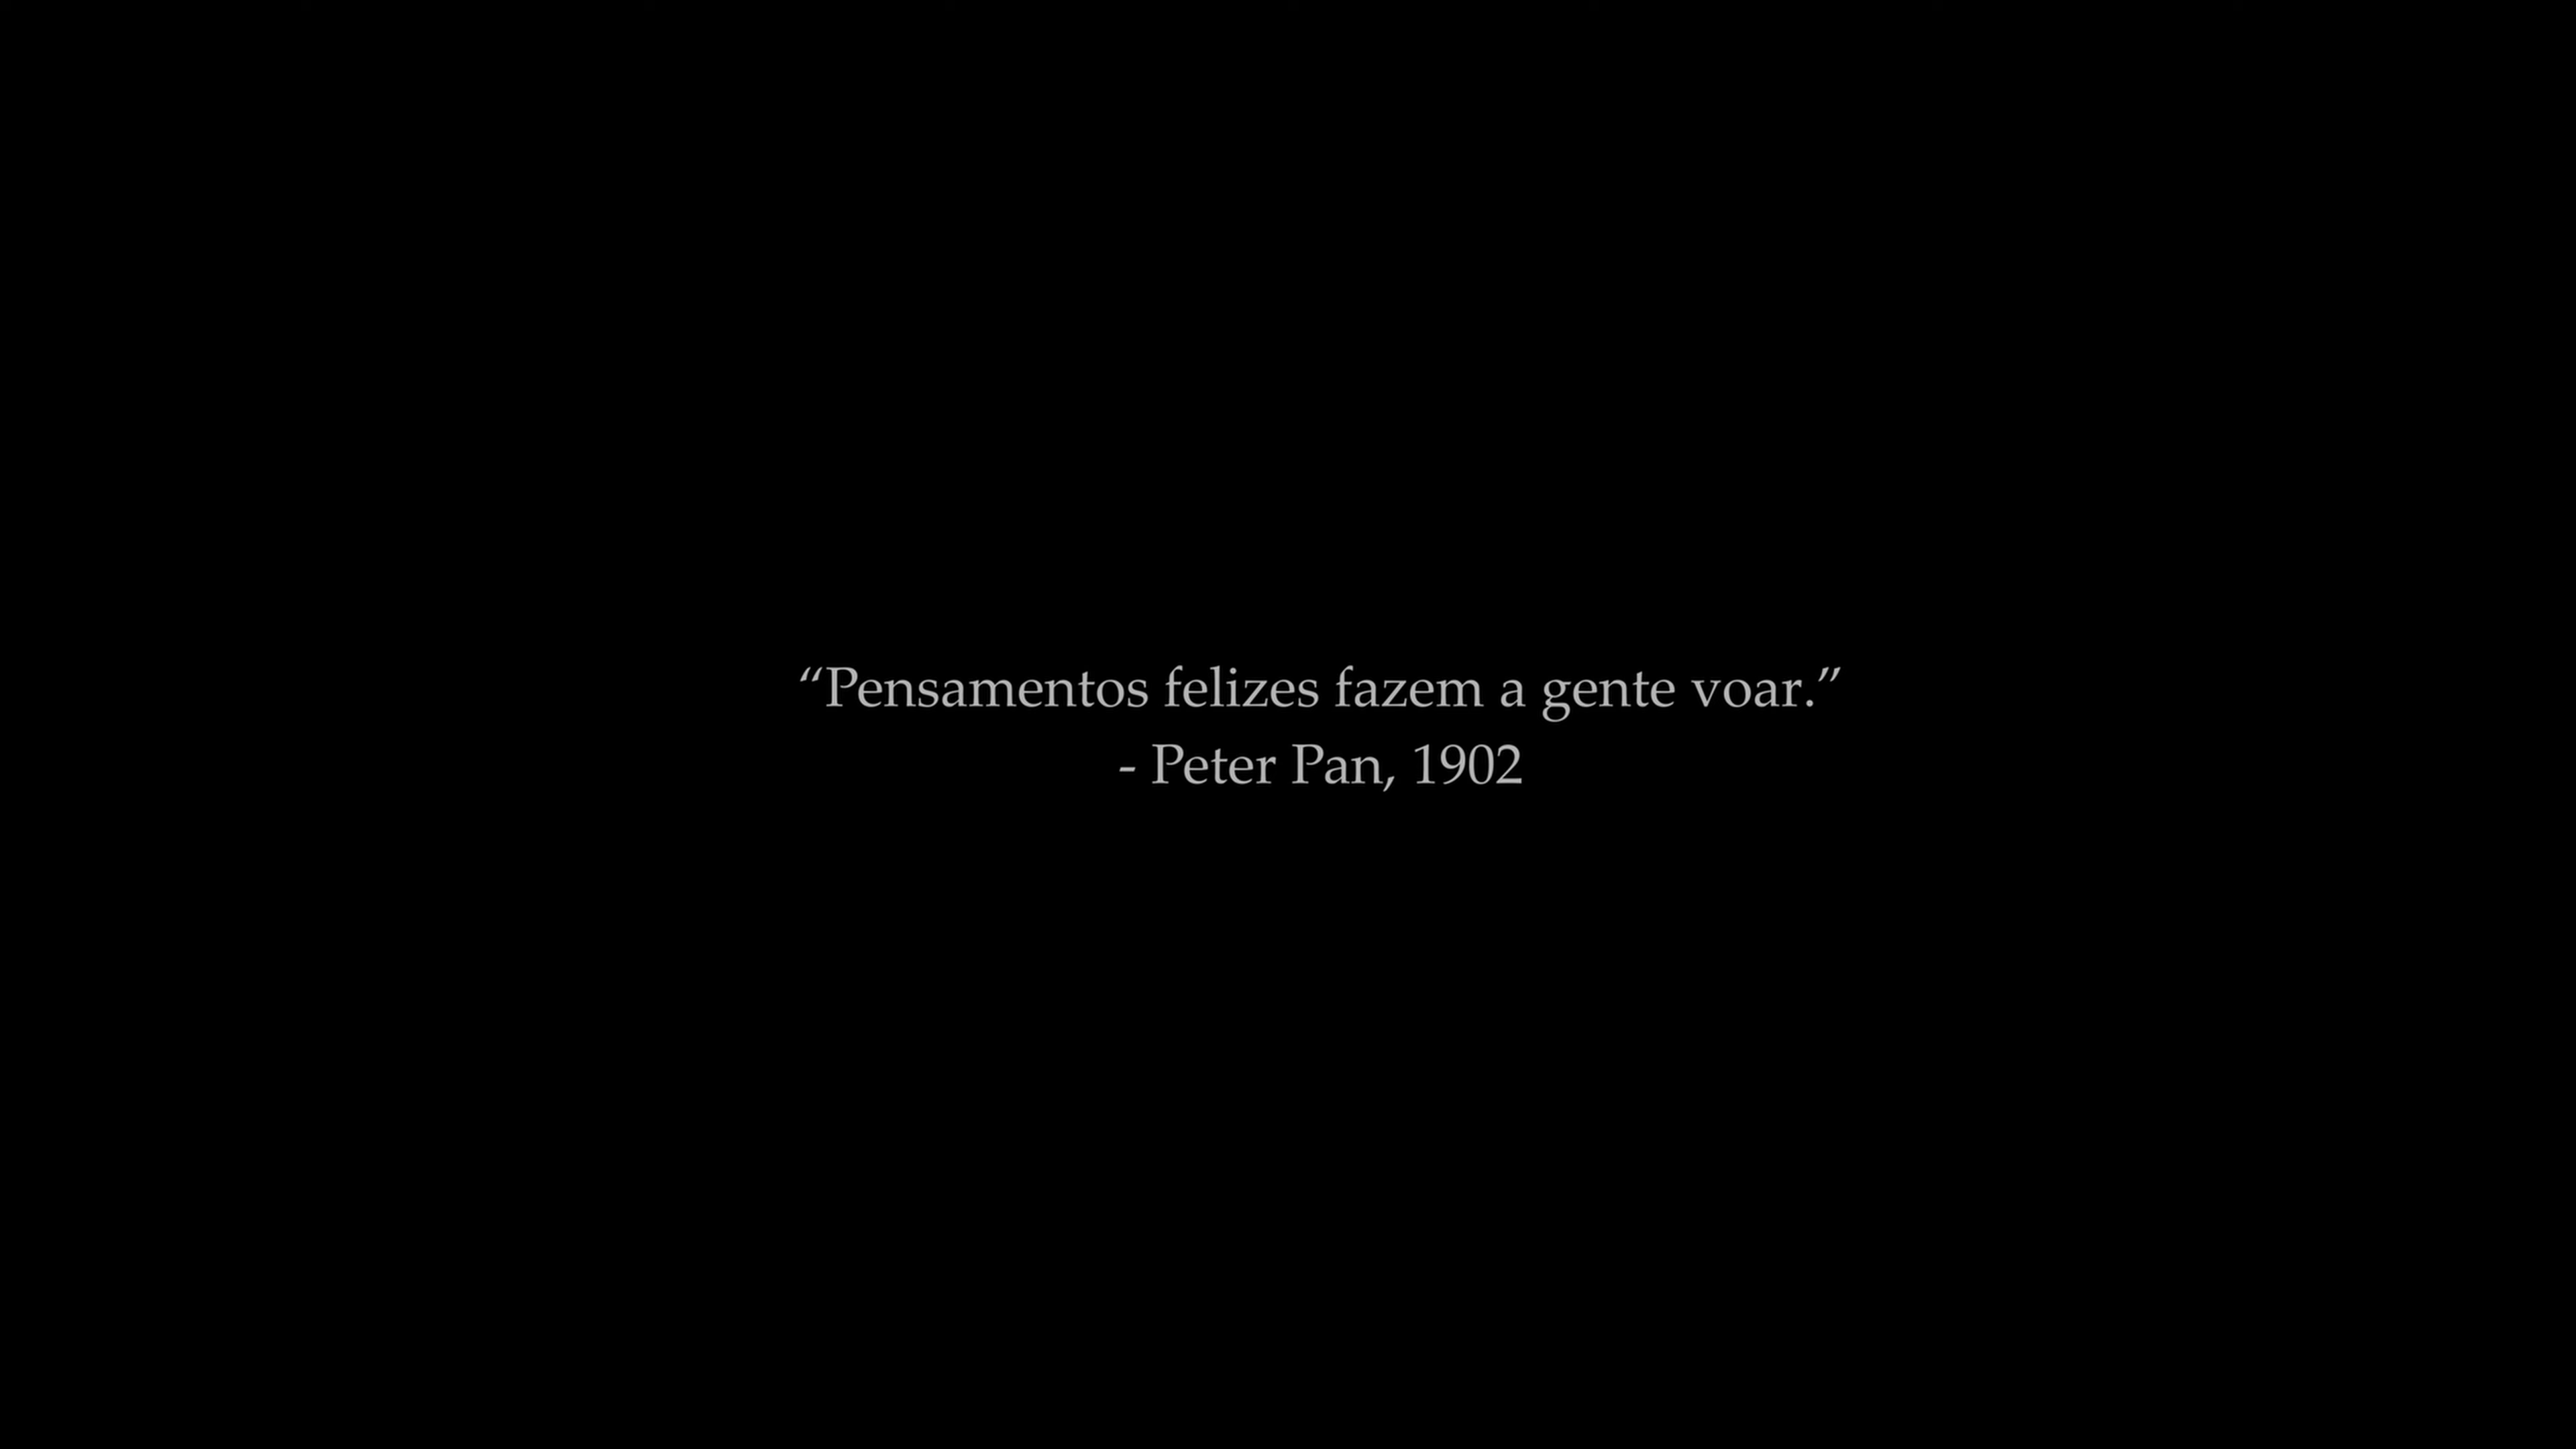 “Pensamentos felizes fazem a gente voar.”
- Peter Pan, 1902